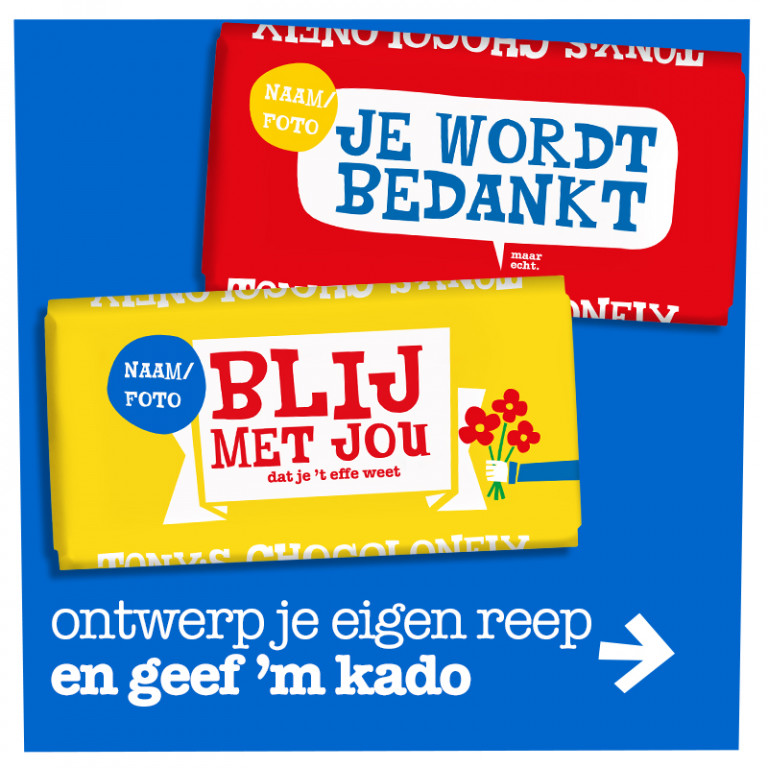 TONY'S CHOCOLONELY
NAAM/
FOTO
JE WORDT
BEDANKT
maar
echt.
TONY'S CHOCOLONELY
TONY'S CHOCOLONELY
NAAM/
FOTO
BLIJ
MET JOU
dat je 't effe weet
TONY'S CHOCOLONELY
ontwerp je eigen reep
en geef 'm kado